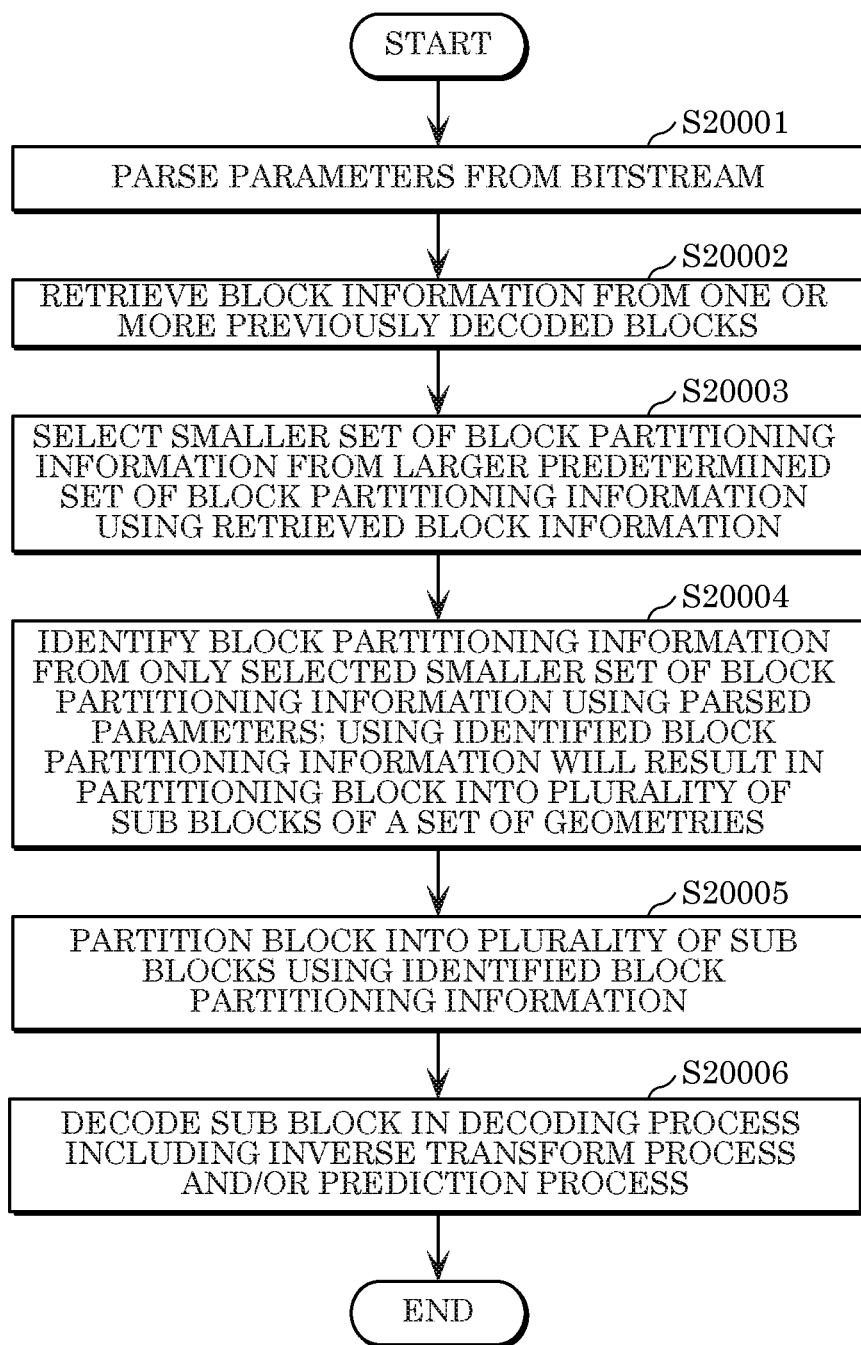 START
S20001
PARSE PARAMETERS FROM BITSTREAM
S20002
RETRIEVE BLOCK INFORMATION FROM ONE OR
MORE PREVIOUSLY DECODED BLOCKS
S20003
SELECT SMALLER SET OF BLOCK PARTITIONING
INFORMATION FROM LARGER PREDETERMINED
SET OF BLOCK PARTITIONING INFORMATION
USING RETRIEVED BLOCK INFORMATION
S20004
IDENTIFY BLOCK PARTITIONING INFORMATION
FROM ONLY SELECTED SMALLER SET OF BLOCK
PARTITIONING INFORMATION USING PARSED
PARAMETERS; USING IDENTIFIED BLOCK
PARTITIONING INFORMATION WILL RESULT IN
PARTITIONING BLOCK INTO PLURALITY OF
SUB BLOCKS OF A SET OF GEOMETRIES
S20005
PARTITION BLOCK INTO PLURALITY OF SUB
BLOCKS USING IDENTIFIED BLOCK
PARTITIONING INFORMATION
S20006
DECODE SUB BLOCK IN DECODING PROCESS
INCLUDING INVERSE TRANSFORM PROCESS
AND/OR PREDICTION PROCESS
END